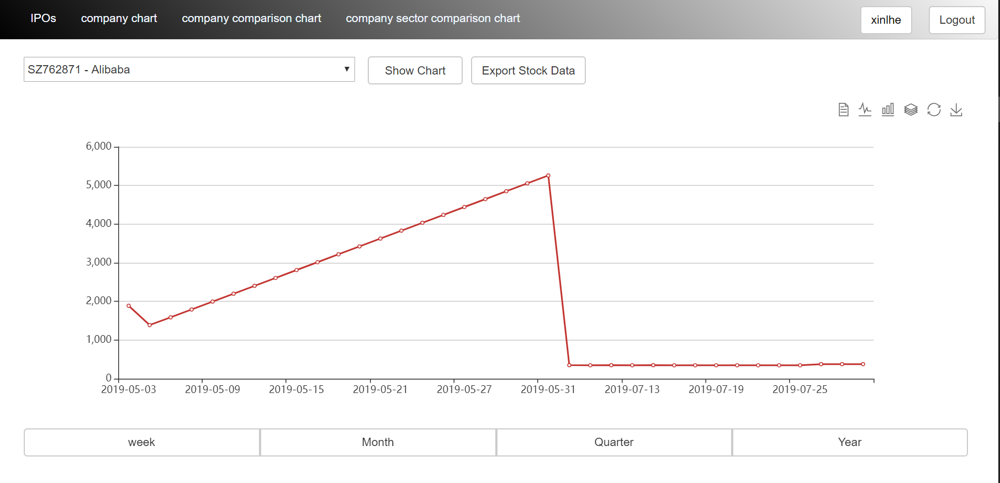 IPOs company chart company comparison chart company sector comparison chart xinlhe Logout
SZ762871 - Alibaba Show Chart Export Stock Data
6,000
5,000
4,000
3,000
2,000
1,000
0
2019-05-03 2019-05-09 2019-05-15 2019-05-21 2019-05-27 2019-05-31 2019-07-13 2019-07-19 2019-07-25
week Month Quarter Year